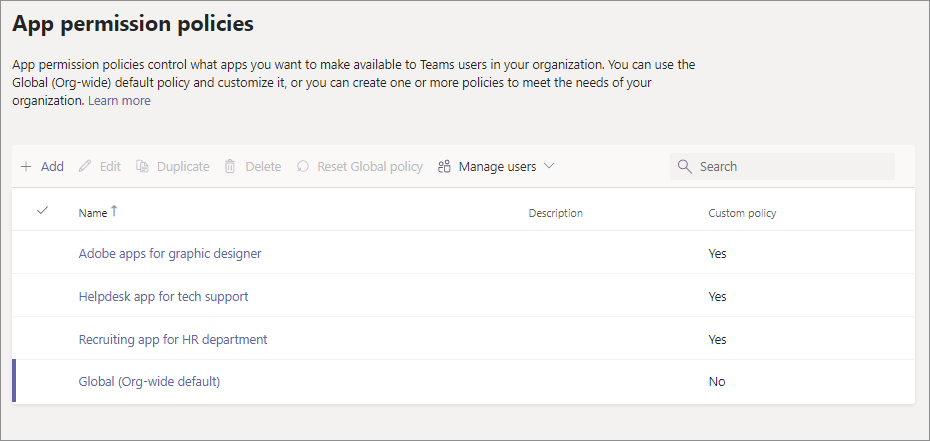 App permission policies
App permission policies control what apps you want to make available to Teams users in your organization. You can use the
Global (Org-wide) default policy and customize it, or you can create one or more policies to meet the needs of your
organization. Learn more
Add Edit Duplicate Delete Reset Global policy Manage users Search
Name Description Custom policy
Adobe apps for graphic designer Yes
Helpdesk app for tech support Yes
Recruiting app for HR department Yes
Global (Org-wide default) No